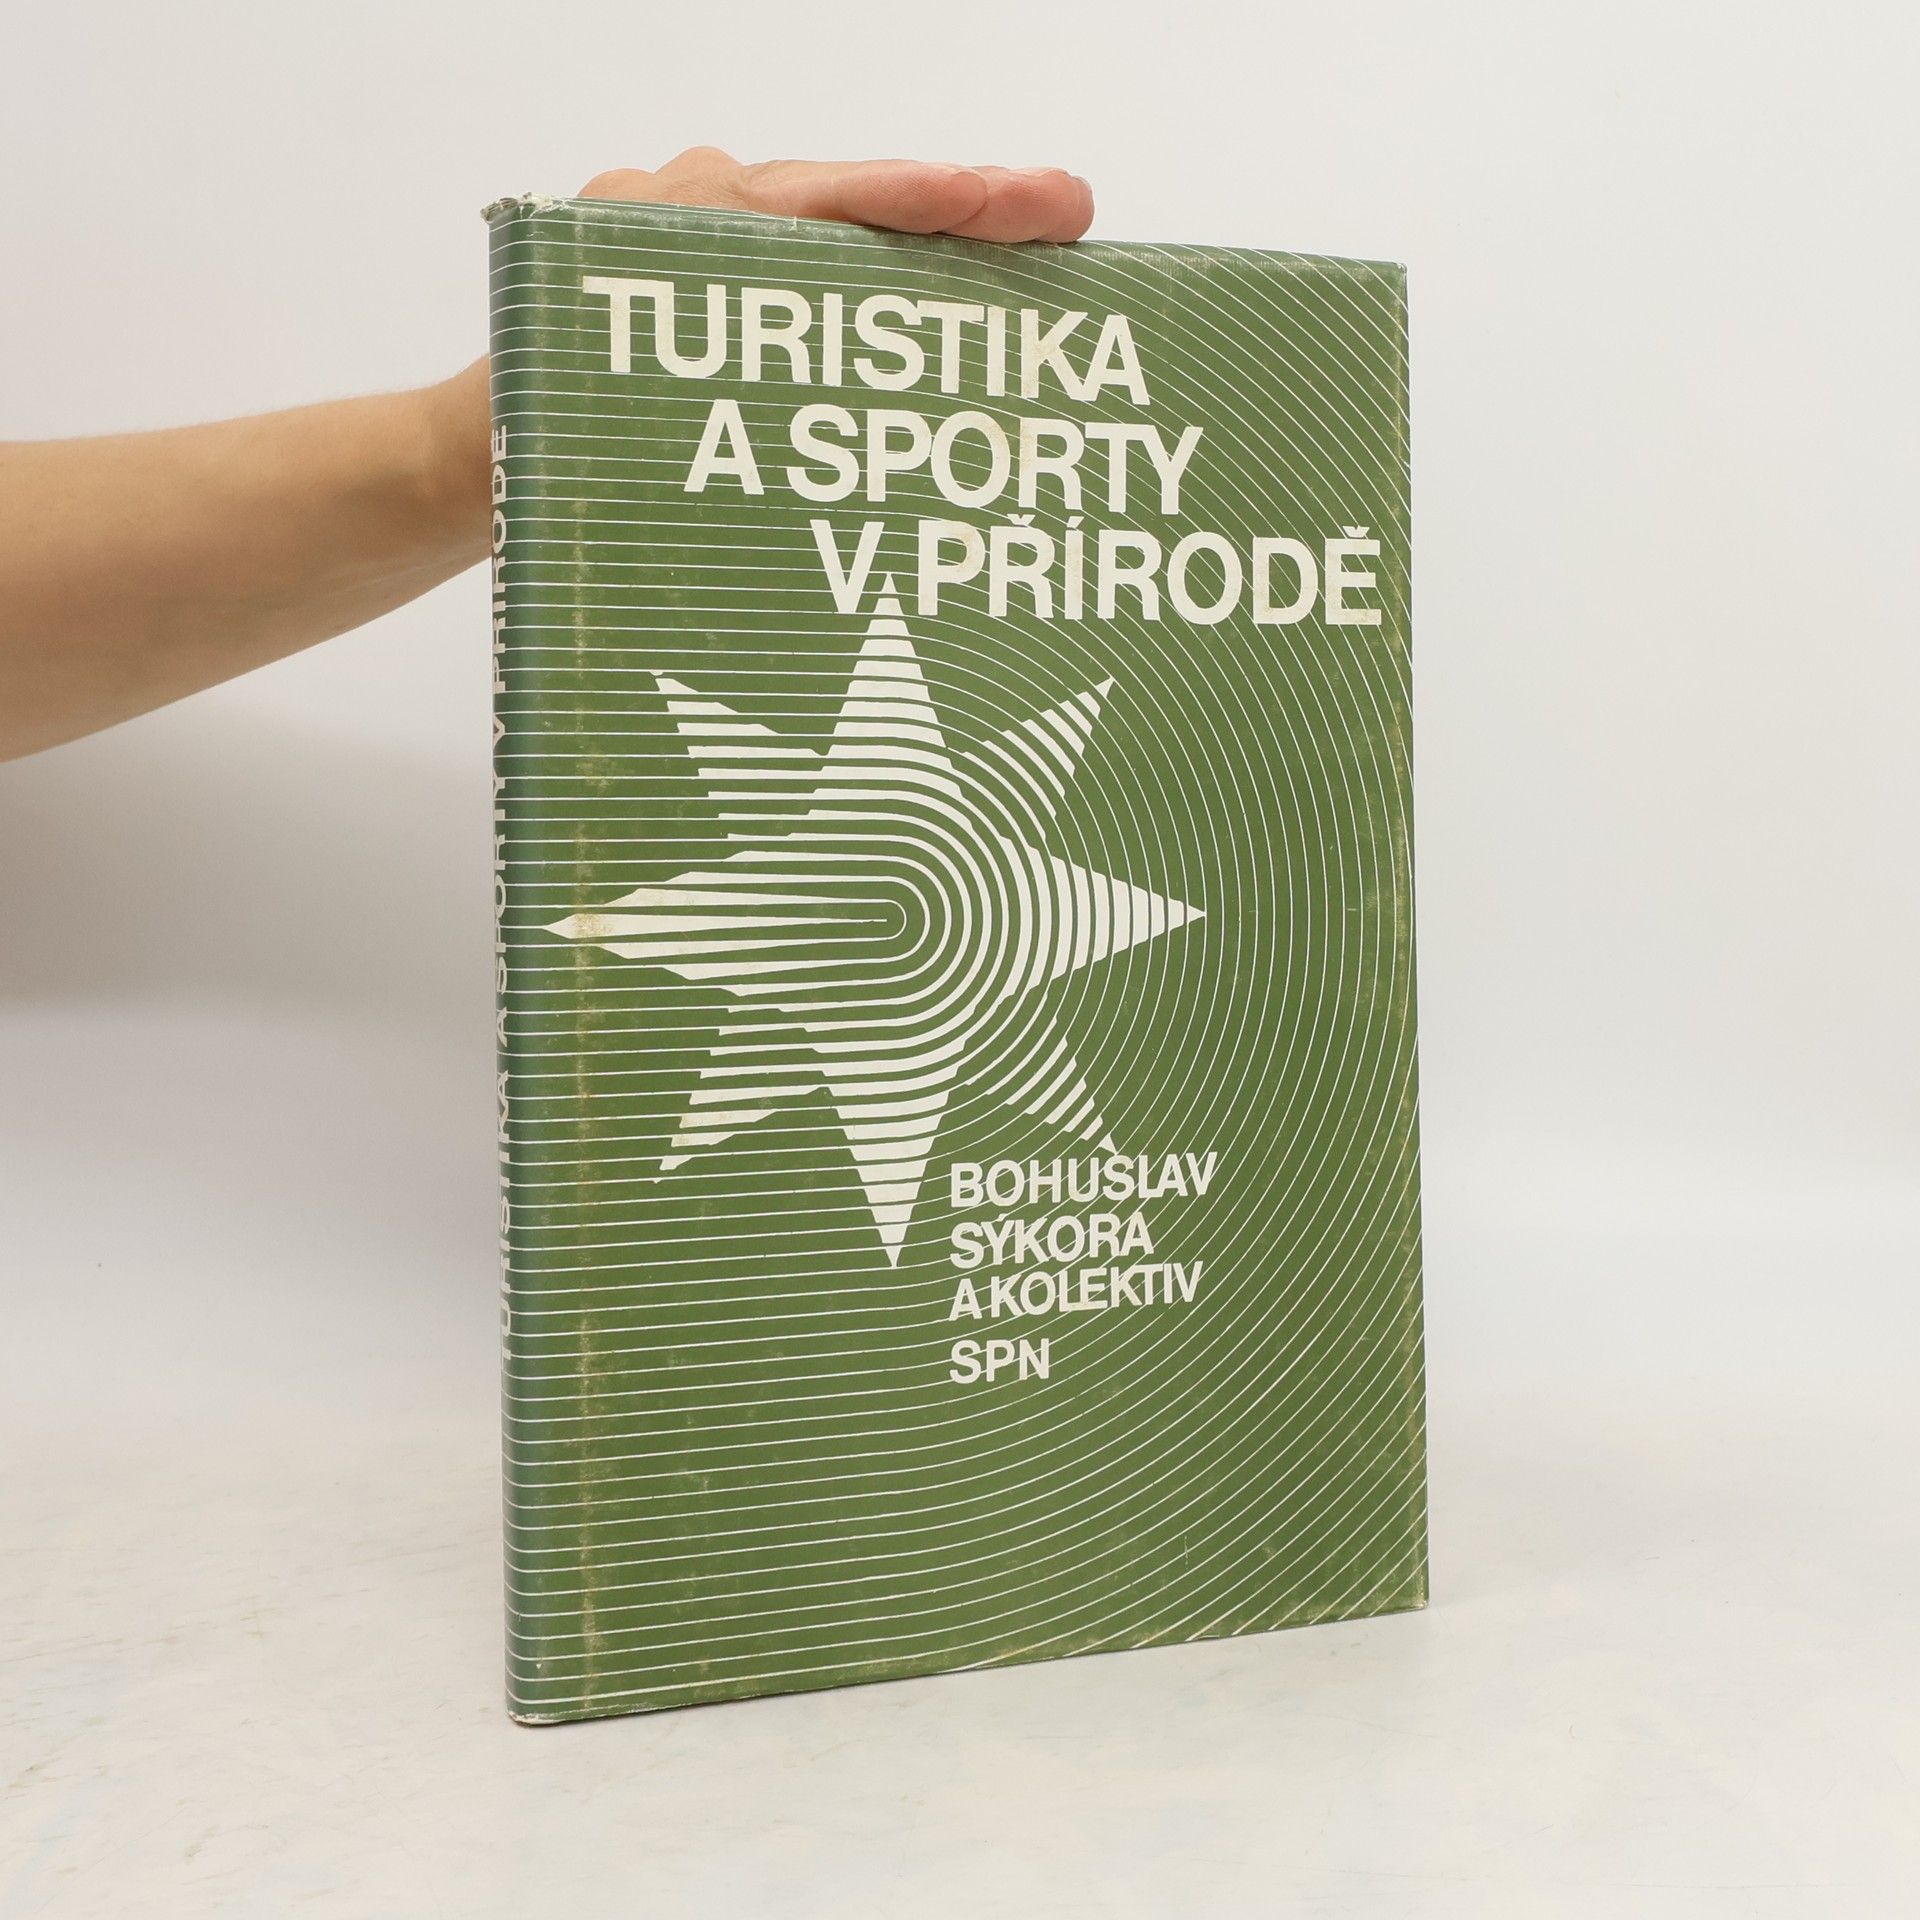 TURISTIKA
A SPORTY
V PŘÍRODĚ
BOHUSLAV
SÝKORA
A KOLEKTIV
SPN
TURISTIKA A SPORTY V PŘÍRODĚ